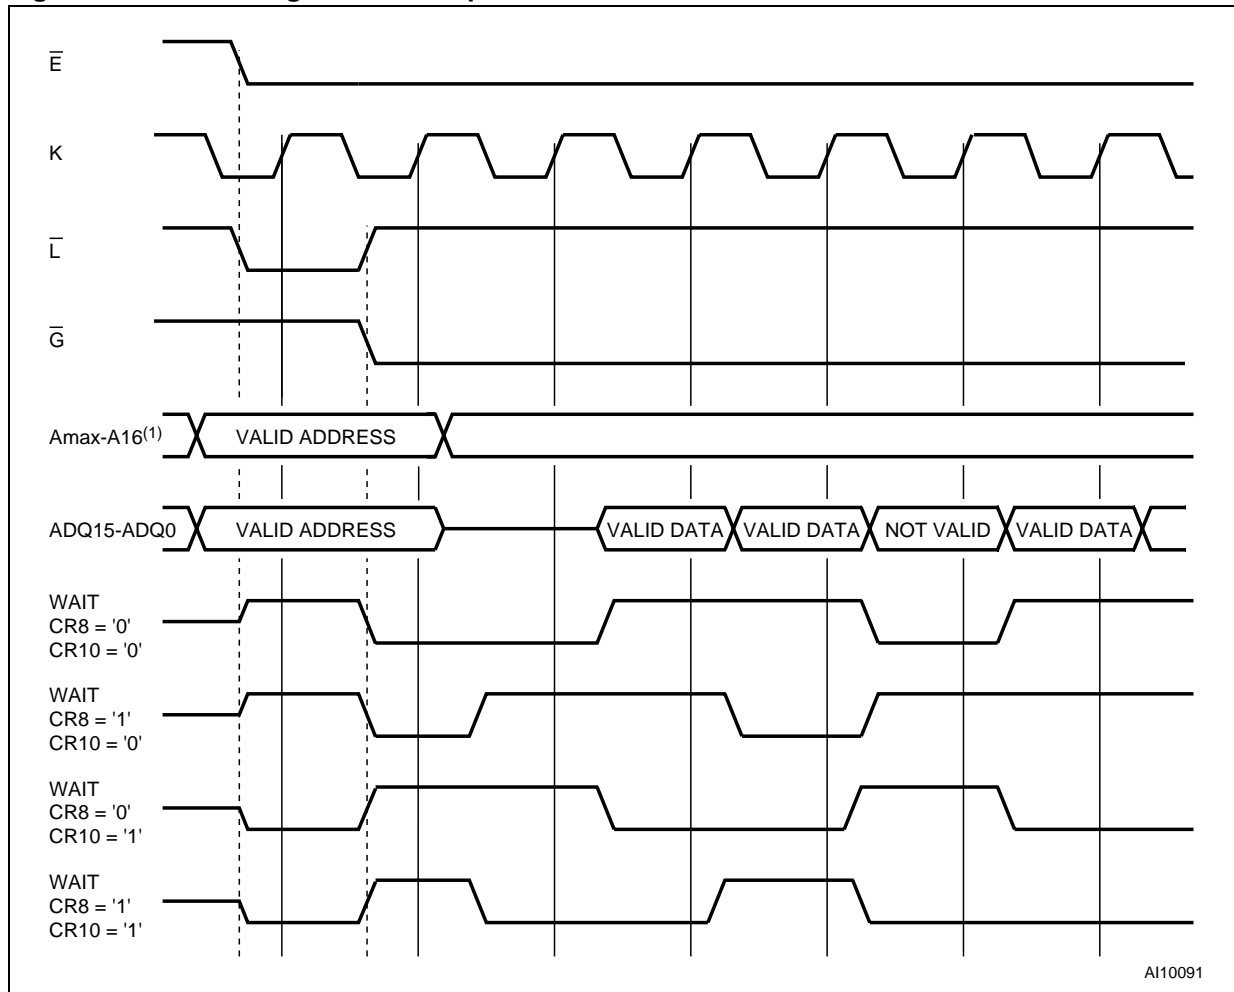 E
K
L
G
Amax-A16(1)
VALID ADDRESS
ADQ15-ADQ0
VALID ADDRESS
VALID DATA
VALID DATA
NOT VALID
VALID DATA
WAIT
CR8 = '0'
CR10 = '0'
WAIT
CR8 = '1'
CR10 = '0'
WAIT
CR8 = '0'
CR10 = '1'
WAIT
CR8 = '1'
CR10 = '1'
AI10091